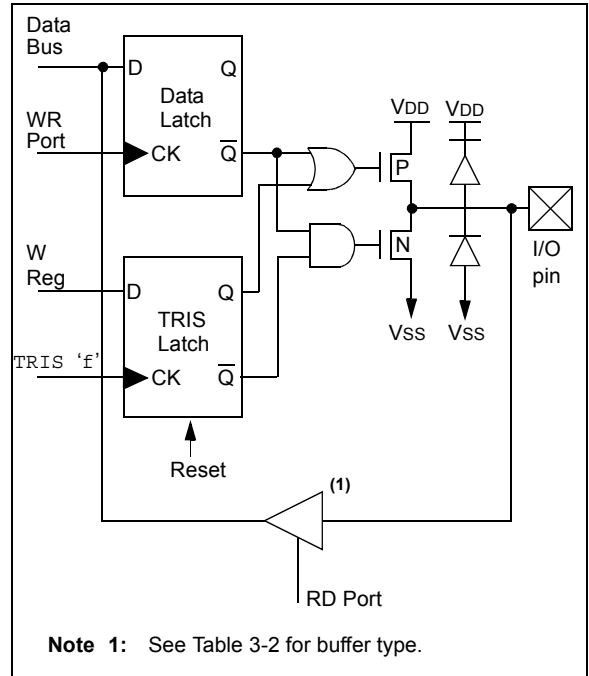 Data
Bus
D
Q
Data
Latch
WR
Port
CK
Q
VDD
VDD
P
N
I/O
pin
W
Reg
D
Q
TRIS
Latch
VSS
VSS
TRIS ‘f’
CK
Q
Reset
(1)
RD Port
Note 1: See Table 3-2 for buffer type.